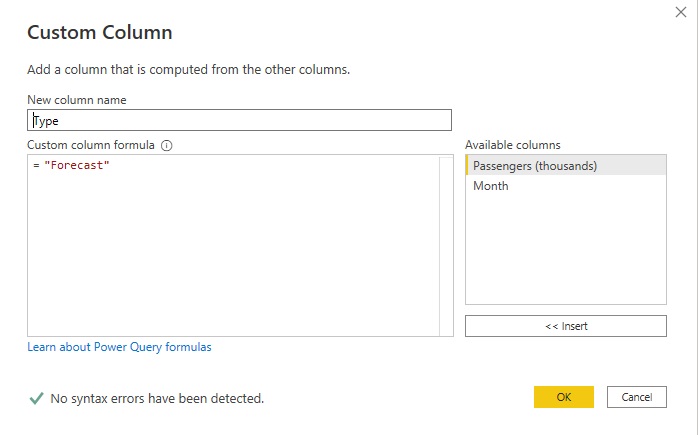 Custom Column
Add a column that is computed from the other columns.
New column name
Type
Custom column formula
Available columns
= "Forecast"
Passengers (thousands)
Month
<< Insert
Learn about Power Query formulas
No syntax errors have been detected.
OK
Cancel